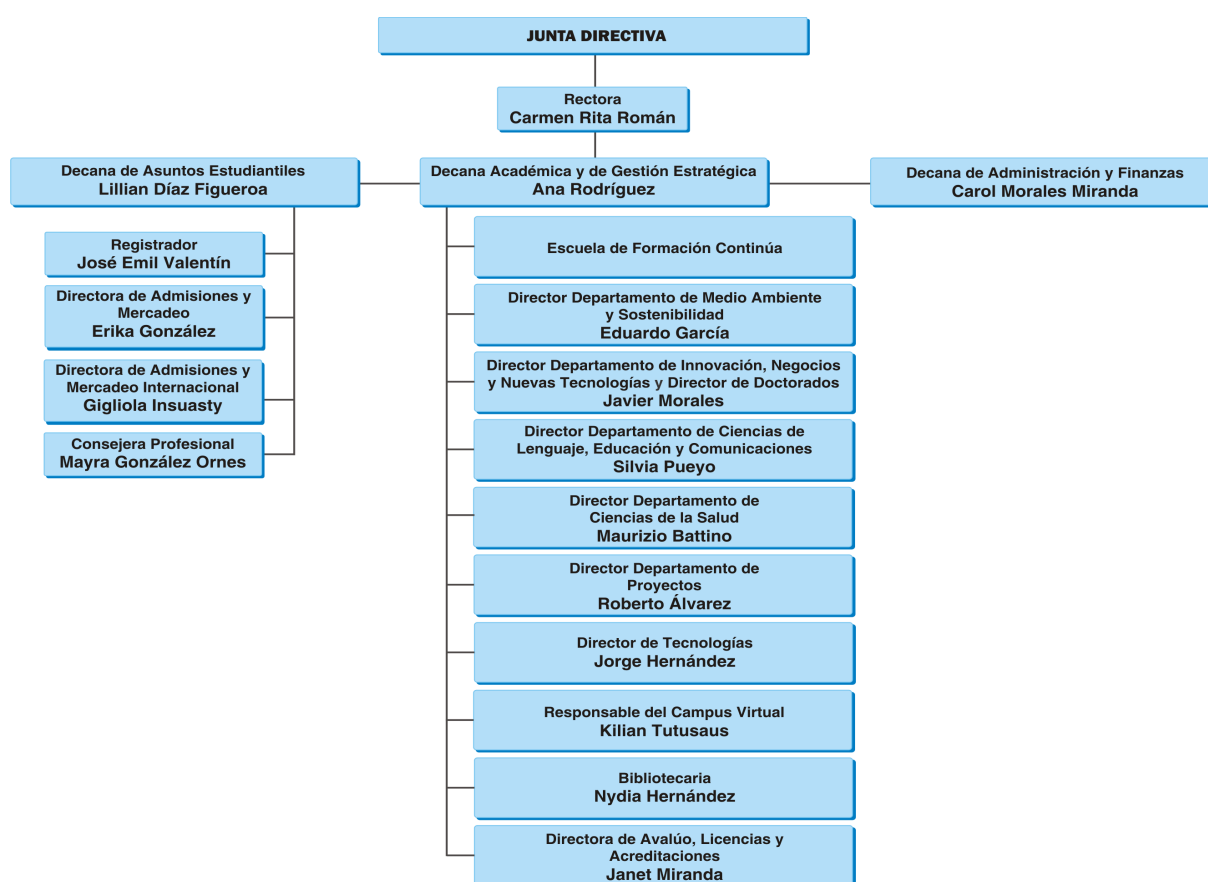 JUNTA DIRECTIVA
Rectora
Carmen Rita Román
Decana de Asuntos Estudiantiles
Lillian Díaz Figueroa
Decana Académica y de Gestión Estratégica
Ana Rodríguez
Decana de Administración y Finanzas
Carol Morales Miranda
Registrador
José Emil Valentín
Directora de Admisiones y
Mercadeo
Erika González
Directora de Admisiones y
Mercadeo Internacional
Gigliola Insuasty
Consejera Profesional
Mayra González Ornes
Escuela de Formación Continúa
Director Departamento de Medio Ambiente
y Sostenibilidad
Eduardo García
Director Departamento de Innovación, Negocios
y Nuevas Tecnologías y Director de Doctorados
Javier Morales
Director Departamento de Ciencias de
Lenguaje, Educación y Comunicaciones
Silvia Pueyo
Director Departamento de
Ciencias de la Salud
Maurizio Battino
Director Departamento de
Proyectos
Roberto Álvarez
Director de Tecnologías
Jorge Hernández
Responsable del Campus Virtual
Kilian Tutusaus
Bibliotecaria
Nydia Hernández
Directora de Avalúo, Licencias y
Acreditaciones
Janet Miranda